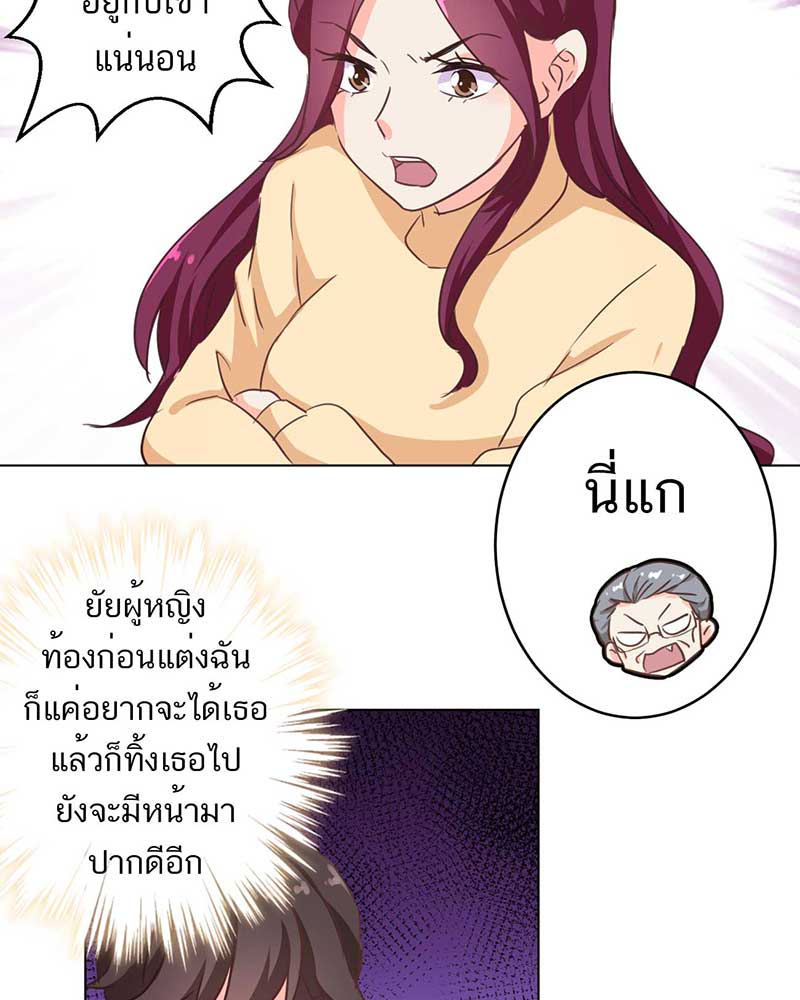 อยู่กับเขา
แน่นอน
นี่แก
ยัยผู้หญิง
ท้องก่อนแต่งฉัน
ก็แค่อยากจะได้เธอ
แล้วก็ทิ้งเธอไป
ยังจะมีหน้ามา
ปากดีอีก